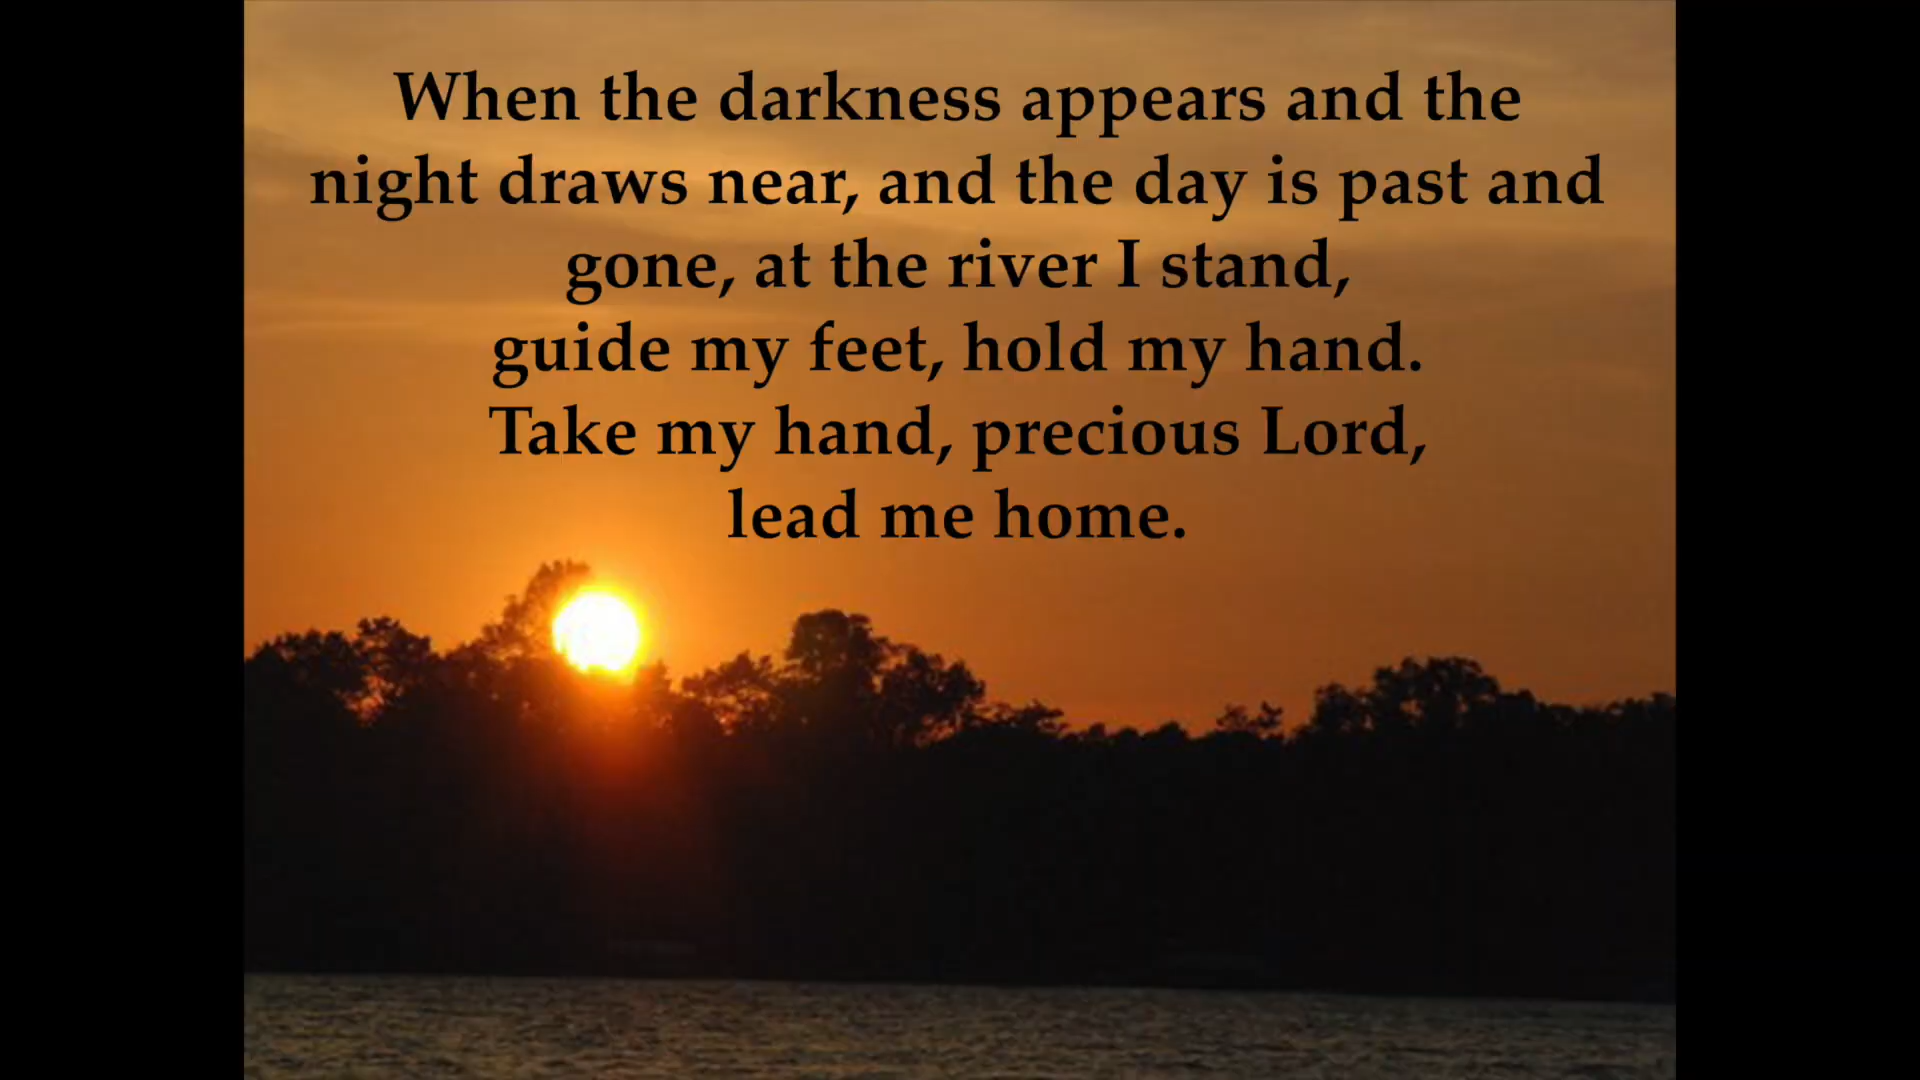 When the darkness appears and the
night draws near, and the day is past and
gone, at the river I stand,
guide my feet, hold my hand.
Take my hand, precious Lord,
lead me home.